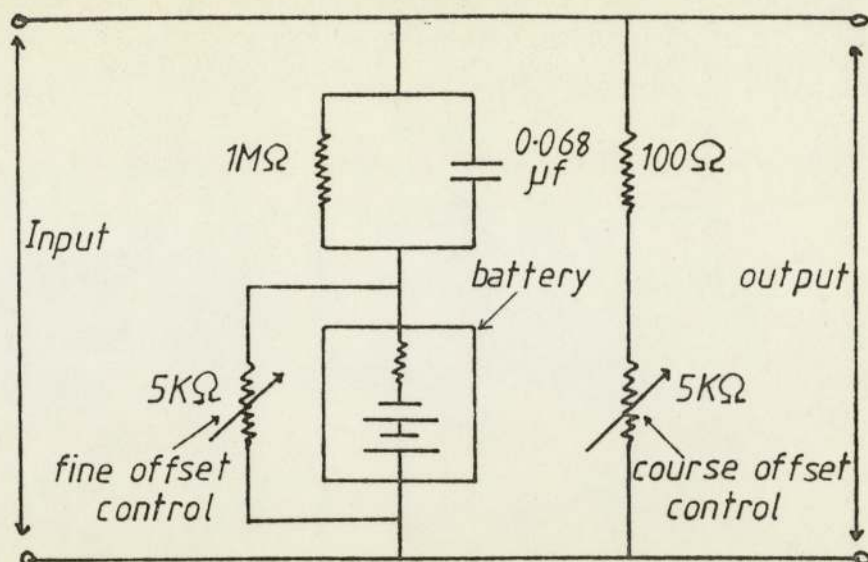 1MΩ
0.068
μf
100Ω
Input
battery
output
5KΩ
5KΩ
fine offset
control
course offset
control